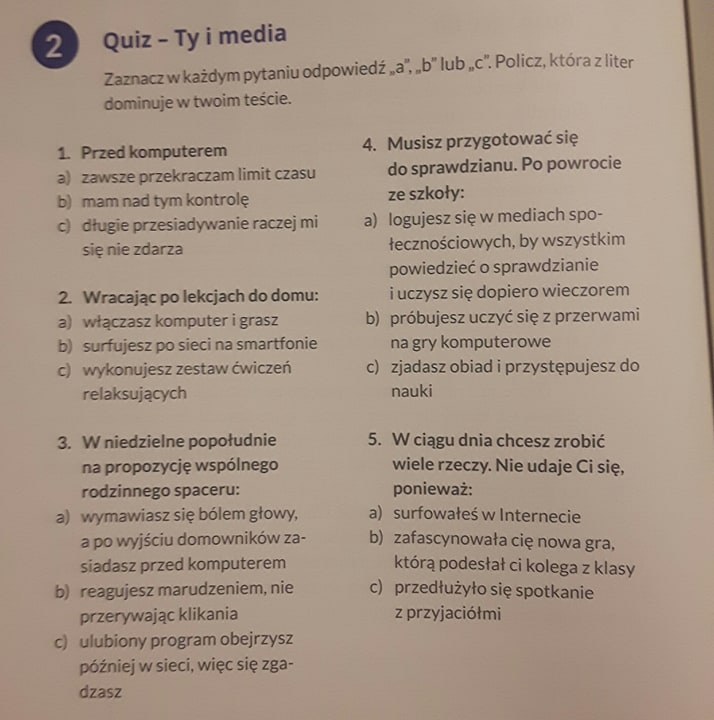 2
Quiz – Ty i media
Zaznacz w każdym pytaniu odpowiedź „a”, „b” lub „c”. Policz, która z liter
dominuje w twoim teście.
1. Przed komputerem
a) zawsze przekraczam limit czasu
b) mam nad tym kontrolę
c) długie przesiadywanie raczej mi
się nie zdarza
2. Wracając po lekcjach do domu:
a) włączasz komputer i grasz
b) surfujesz po sieci na smartfonie
c) wykonujesz zestaw ćwiczeń
relaksujących
3. W niedzielne popołudnie
na propozycję wspólnego
rodzinnego spaceru:
a) wymawiasz się bólem głowy,
a po wyjściu domowników za-
siadasz przed komputerem
b) reagujesz marudzeniem, nie
przerywając klikania
c) ulubiony program obejrzysz
później w sieci, więc się zga-
dzasz
4. Musisz przygotować się
do sprawdzianu. Po powrocie
ze szkoły:
a) logujesz się w mediach spo-
łecznościowych, by wszystkim
powiedzieć o sprawdzianie
i uczysz się dopiero wieczorem
b) próbujesz uczyć się z przerwami
na gry komputerowe
c) zjadasz obiad i przystępujesz do
nauki
5. W ciągu dnia chcesz zrobić
wiele rzeczy. Nie udaje Ci się,
ponieważ:
a) surfowałeś w Internecie
b) zafascynowała cię nowa gra,
którą podesłał ci kolega z klasy
c) przedłużyło się spotkanie
z przyjaciółmi